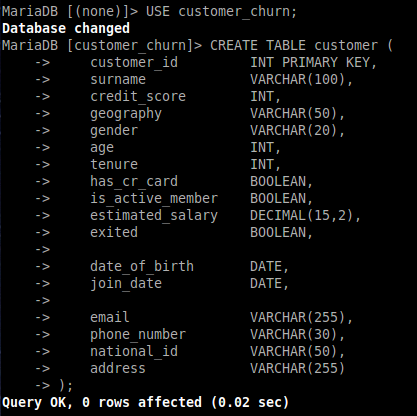 MariaDB [(none)]> USE customer_churn;
Database changed
MariaDB [customer_churn]> CREATE TABLE customer (
    ->     customer_id         INT PRIMARY KEY,
    ->     surname             VARCHAR(100),
    ->     credit_score        INT,
    ->     geography           VARCHAR(50),
    ->     gender              VARCHAR(20),
    ->     age                 INT,
    ->     tenure              INT,
    ->     has_cr_card         BOOLEAN,
    ->     is_active_member    BOOLEAN,
    ->     estimated_salary    DECIMAL(15,2),
    ->     exited              BOOLEAN,
    ->
    ->     date_of_birth       DATE,
    ->     join_date           DATE,
    ->
    ->     email               VARCHAR(255),
    ->     phone_number        VARCHAR(30),
    ->     national_id         VARCHAR(50),
    ->     address             VARCHAR(255)
    -> );
Query OK, 0 rows affected (0.02 sec)